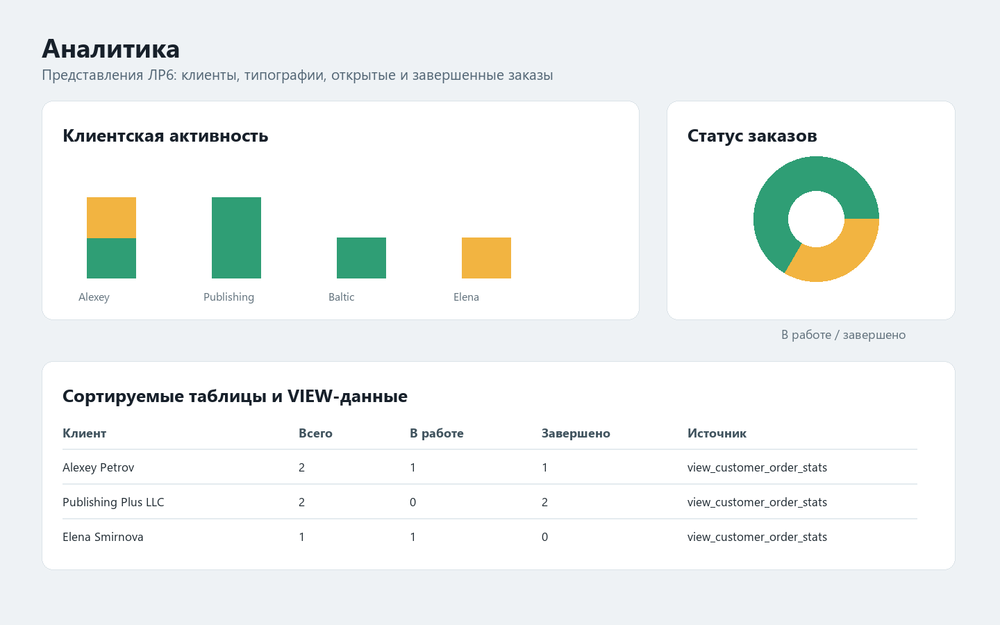 Аналитика
Представления ЛР6: клиенты, типографии, открытые и завершенные заказы
Клиентская активность
Alexey
Publishing
Baltic
Elena
Статус заказов
В работе / завершено
Сортируемые таблицы и VIEW-данные
Клиент Всего В работе Завершено Источник
Alexey Petrov 2 1 1 view_customer_order_stats
Publishing Plus LLC 2 0 2 view_customer_order_stats
Elena Smirnova 1 1 0 view_customer_order_stats